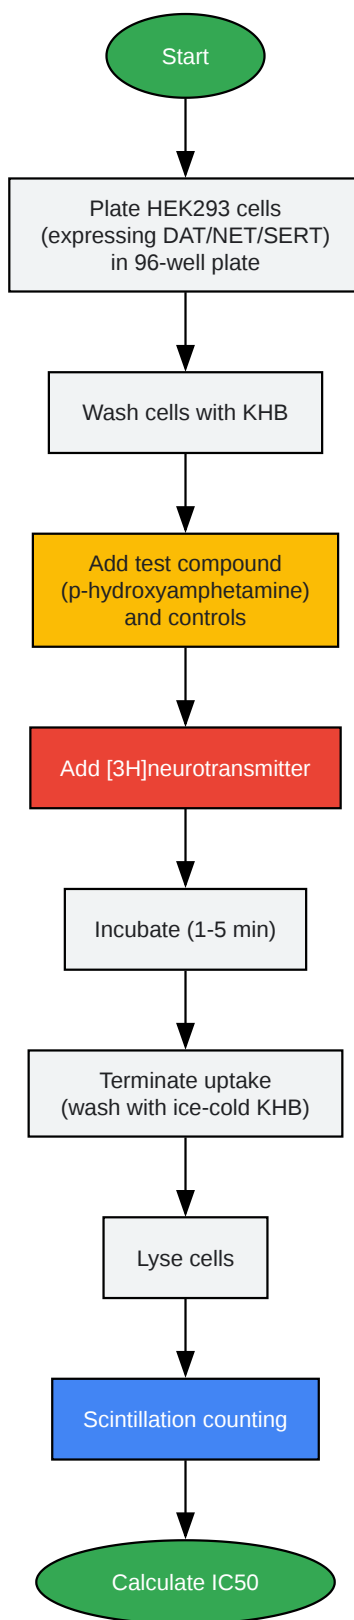 Start
Plate HEK293 cells
(expressing DAT/NET/SERT)
in 96-well plate
Wash cells with KHB
Add test compound
(p-hydroxyamphetamine)
and controls
Add [3H]neurotransmitter
Incubate (1-5 min)
Terminate uptake
(wash with ice-cold KHB)
Lyse cells
Scintillation counting
Calculate IC50